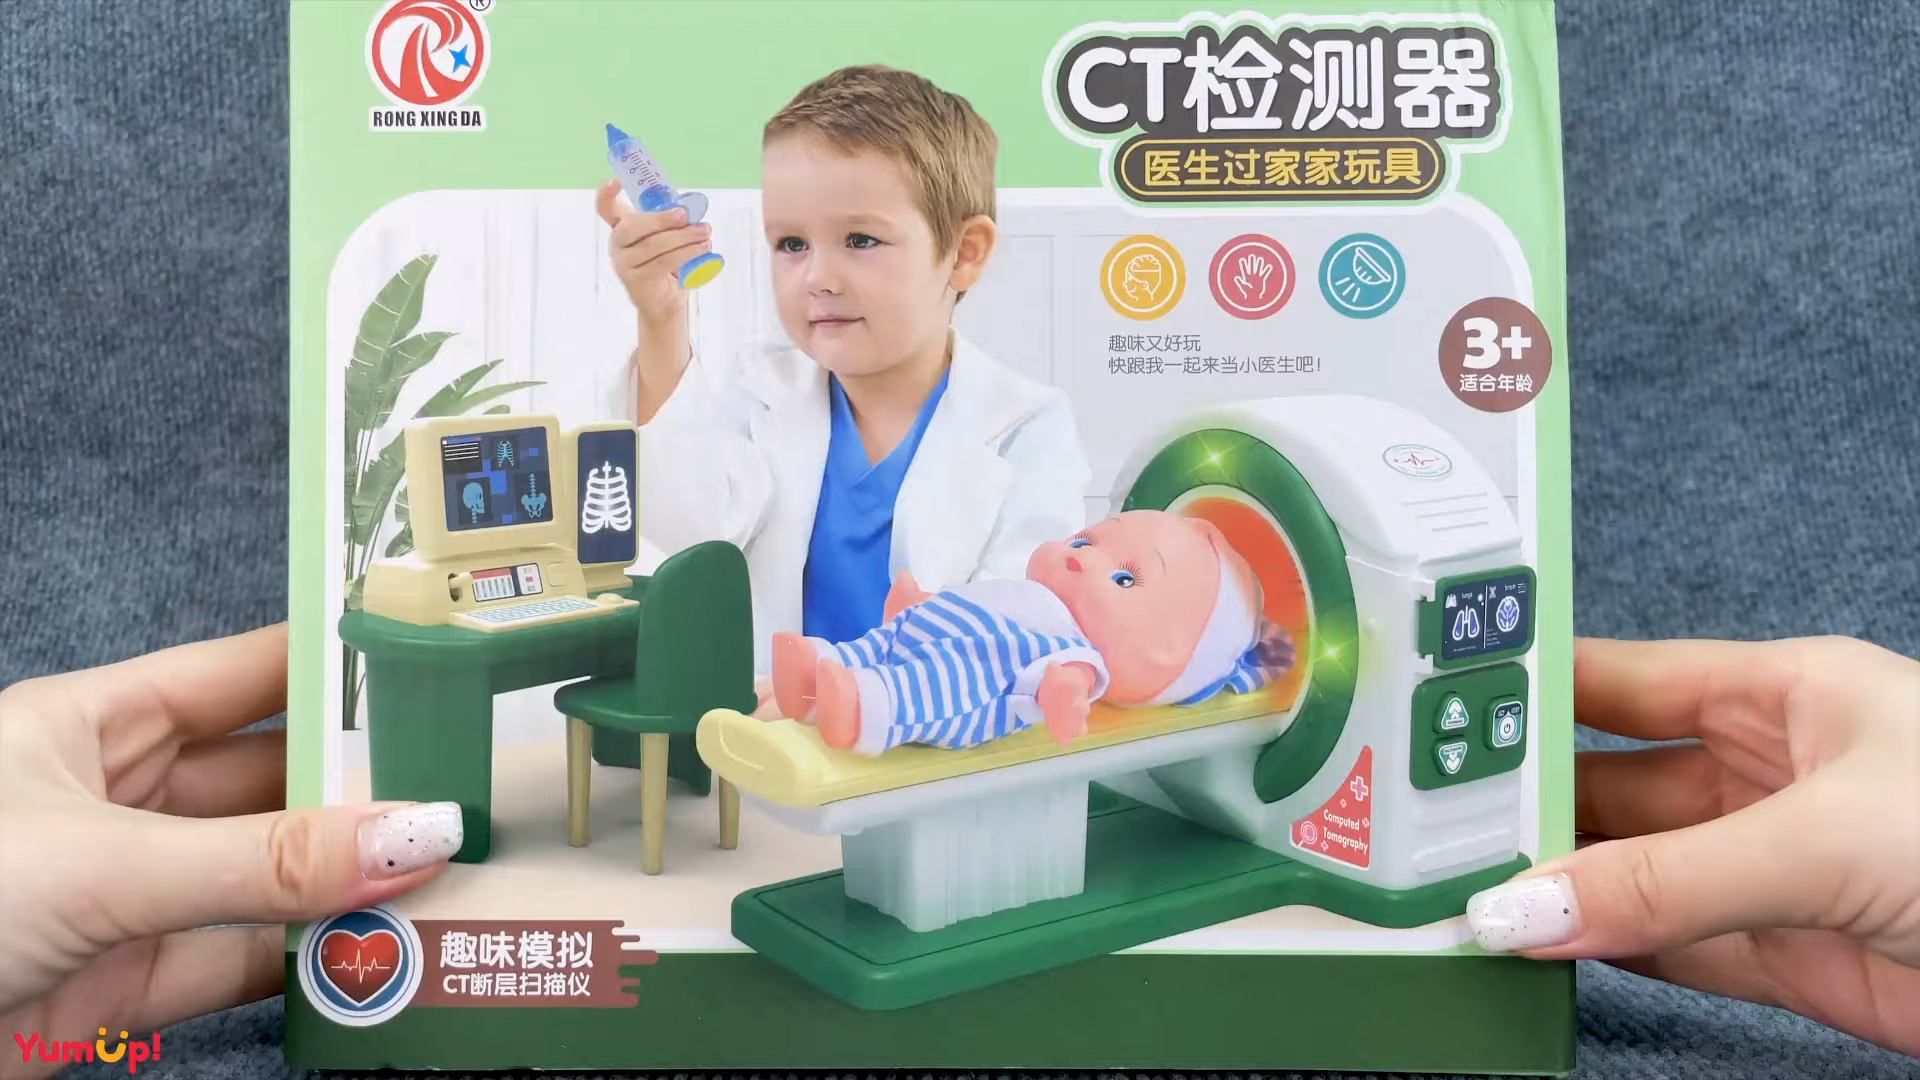 ®
RONG XING DA
CT检测器
医生过家家玩具
趣味又好玩
快跟我一起来当小医生吧！
3+
适合年龄
Computed
Tomography
趣味模拟
CT断层扫描仪
YumUp!